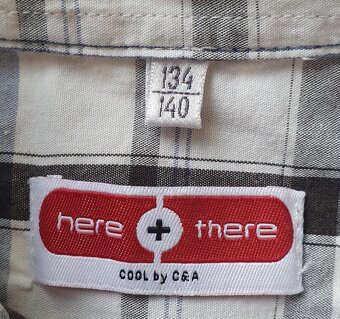 134
140
here + there
COOL by C&A